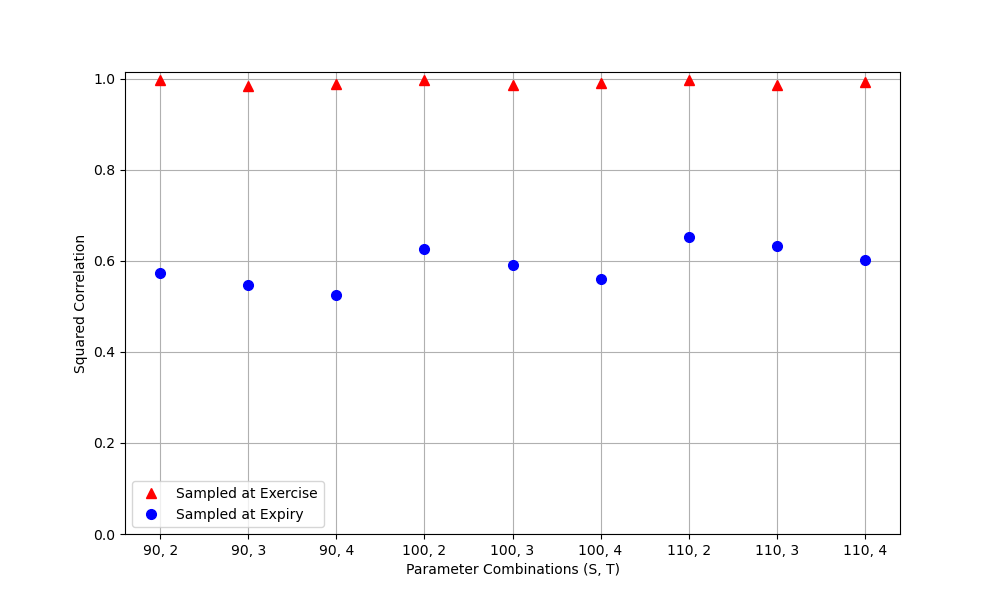 1.0
0.8
0.6
0.4
0.2
0.0
Squared Correlation
Sampled at Exercise
Sampled at Expiry
90, 2 90, 3 90, 4 100, 2 100, 3 100, 4 110, 2 110, 3 110, 4
Parameter Combinations (S, T)